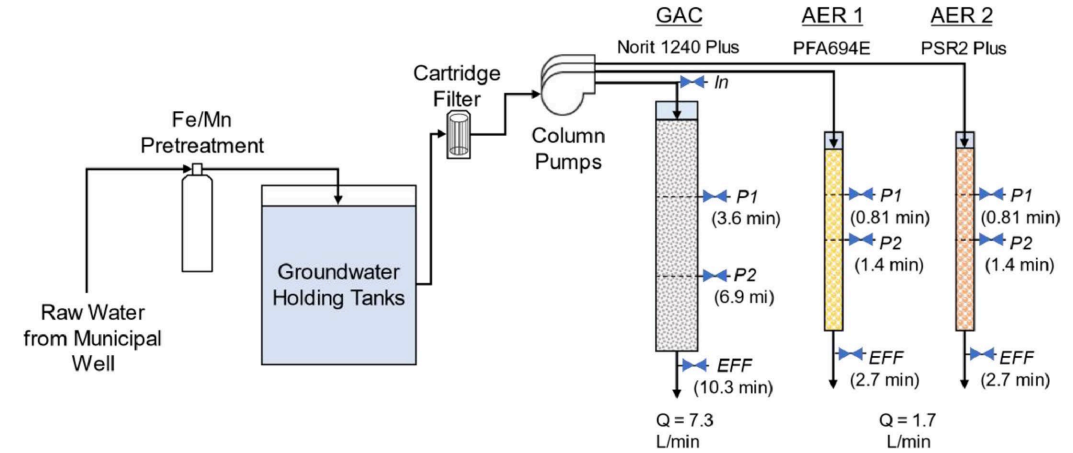 GAC
Norit 1240 Plus
AER 1
PFA694E
AER 2
PSR2 Plus
Cartridge
Filter
In
Fe/Mn
Pretreatment
Column
Pumps
P1
(3.6 min)
P2
(6.9 mi)
EFF
(10.3 min)
Q = 7.3
L/min
P1
(0.81 min)
P2
(1.4 min)
EFF
(2.7 min)
P1
(0.81 min)
P2
(1.4 min)
EFF
(2.7 min)
Q = 1.7
L/min
Groundwater
Holding Tanks
Raw Water
from Municipal
Well